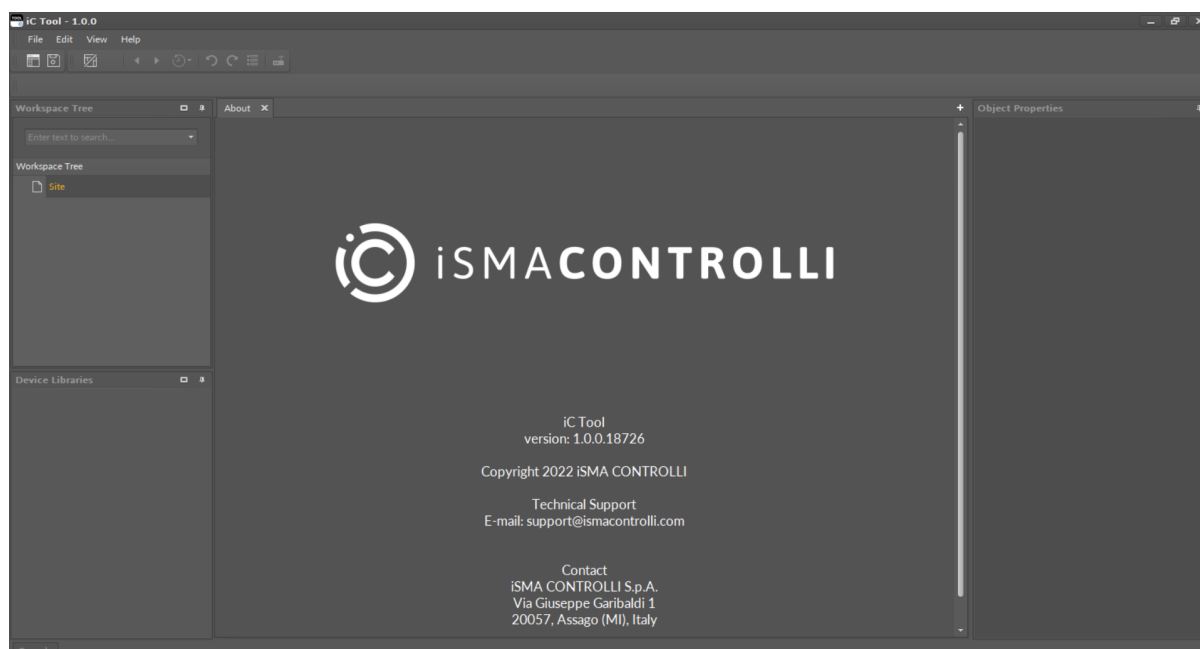 TOOL
iC Tool - 1.0.0
File Edit View Help
Workspace Tree
About
Object Properties
Enter text to search...
Workspace Tree
Site
iC iSMACONTROLLI
Device Libraries
iC Tool
version: 1.0.0.18726
Copyright 2022 iSMA CONTROLLI
Technical Support
E-mail: support@ismacontrolli.com
Contact
iSMA CONTROLLI S.p.A.
Via Giuseppe Garibaldi 1
20057, Assago (MI), Italy